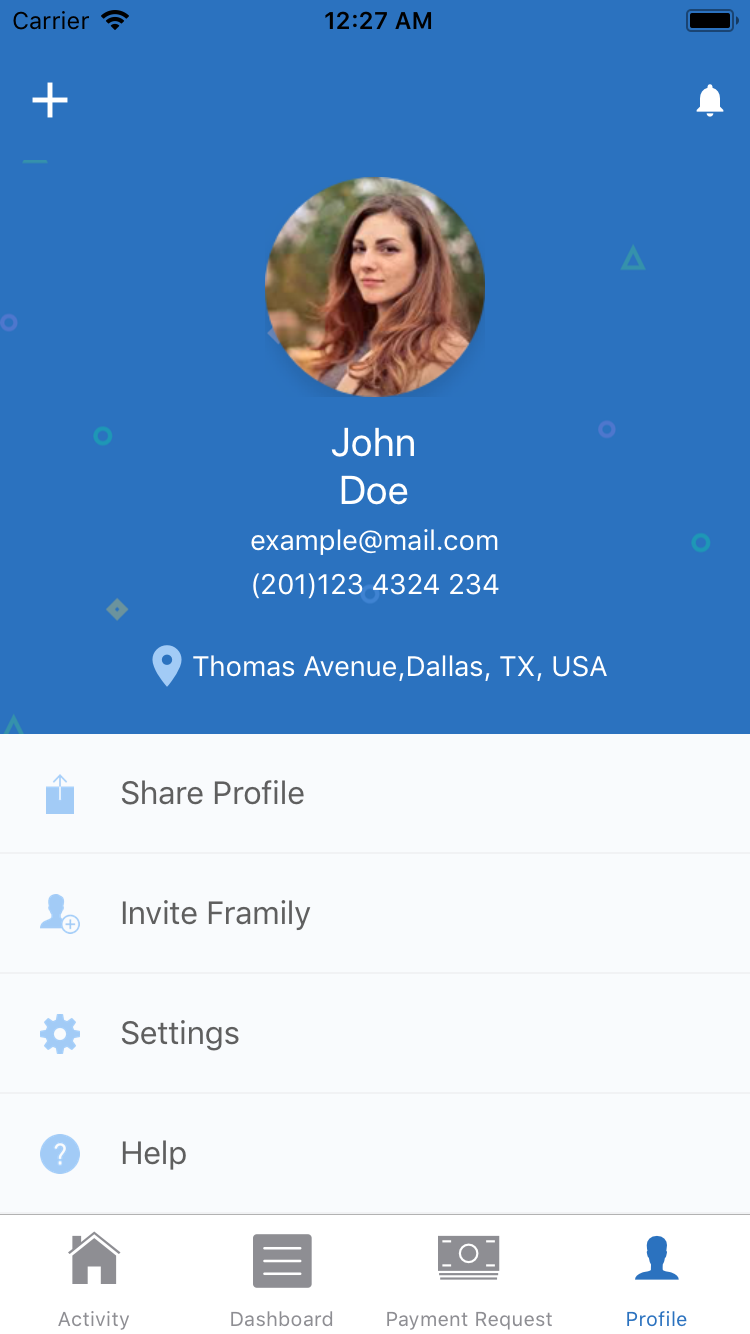 Carrier 12:27 AM
John
Doe
example@mail.com
(201)123 4324 234
Thomas Avenue,Dallas, TX, USA
Share Profile
Invite Framily
Settings
Help
Activity Dashboard Payment Request Profile